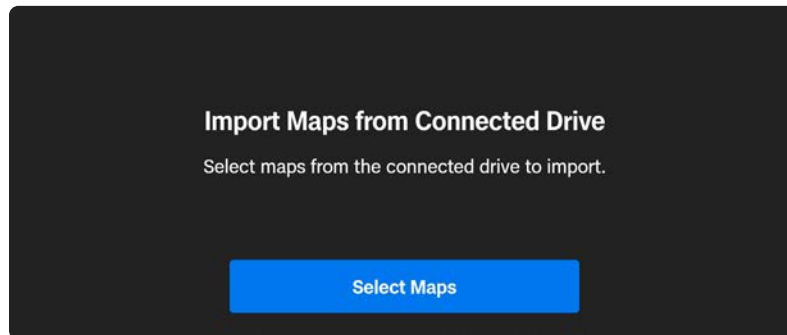 Import Maps from Connected Drive
Select maps from the connected drive to import.
Select Maps